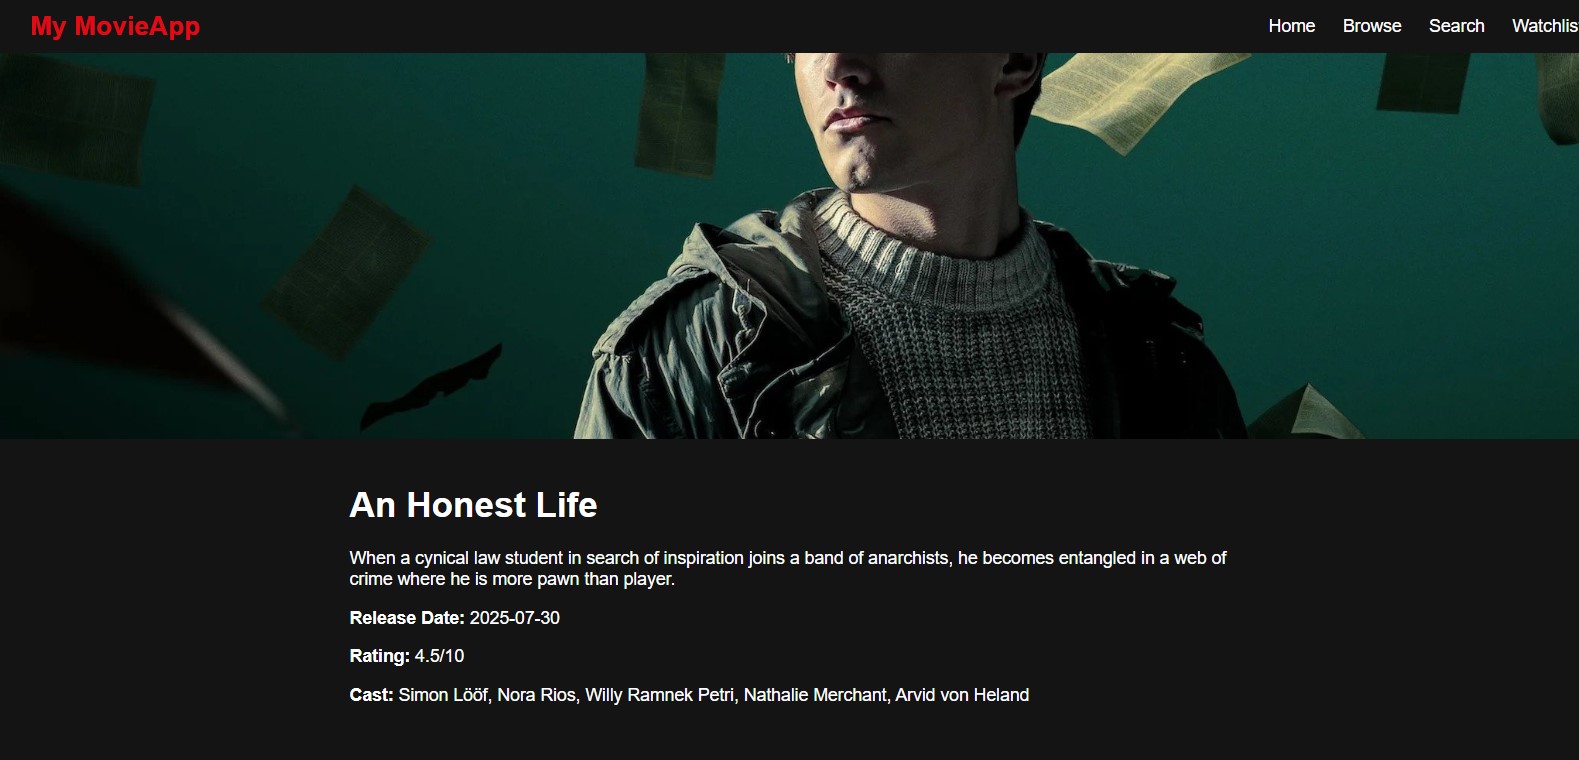 My MovieApp
Home Browse Search Watchlis
An Honest Life
When a cynical law student in search of inspiration joins a band of anarchists, he becomes entangled in a web of
crime where he is more pawn than player.
Release Date: 2025-07-30
Rating: 4.5/10
Cast: Simon Lööf, Nora Rios, Willy Ramnek Petri, Nathalie Merchant, Arvid von Heland